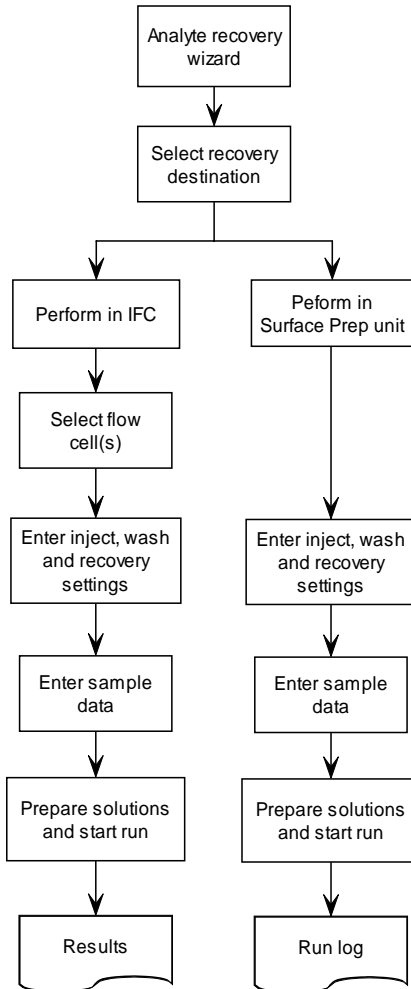 Analyte recovery
wizard
Select recovery
destination
Perform in IFC
Peform in
Surface Prep unit
Select flow
cell(s)
Enter inject, wash
and recovery
settings
Enter inject, wash
and recovery
settings
Enter sample
data
Enter sample
data
Prepare solutions
and start run
Prepare solutions
and start run
Results
Run log